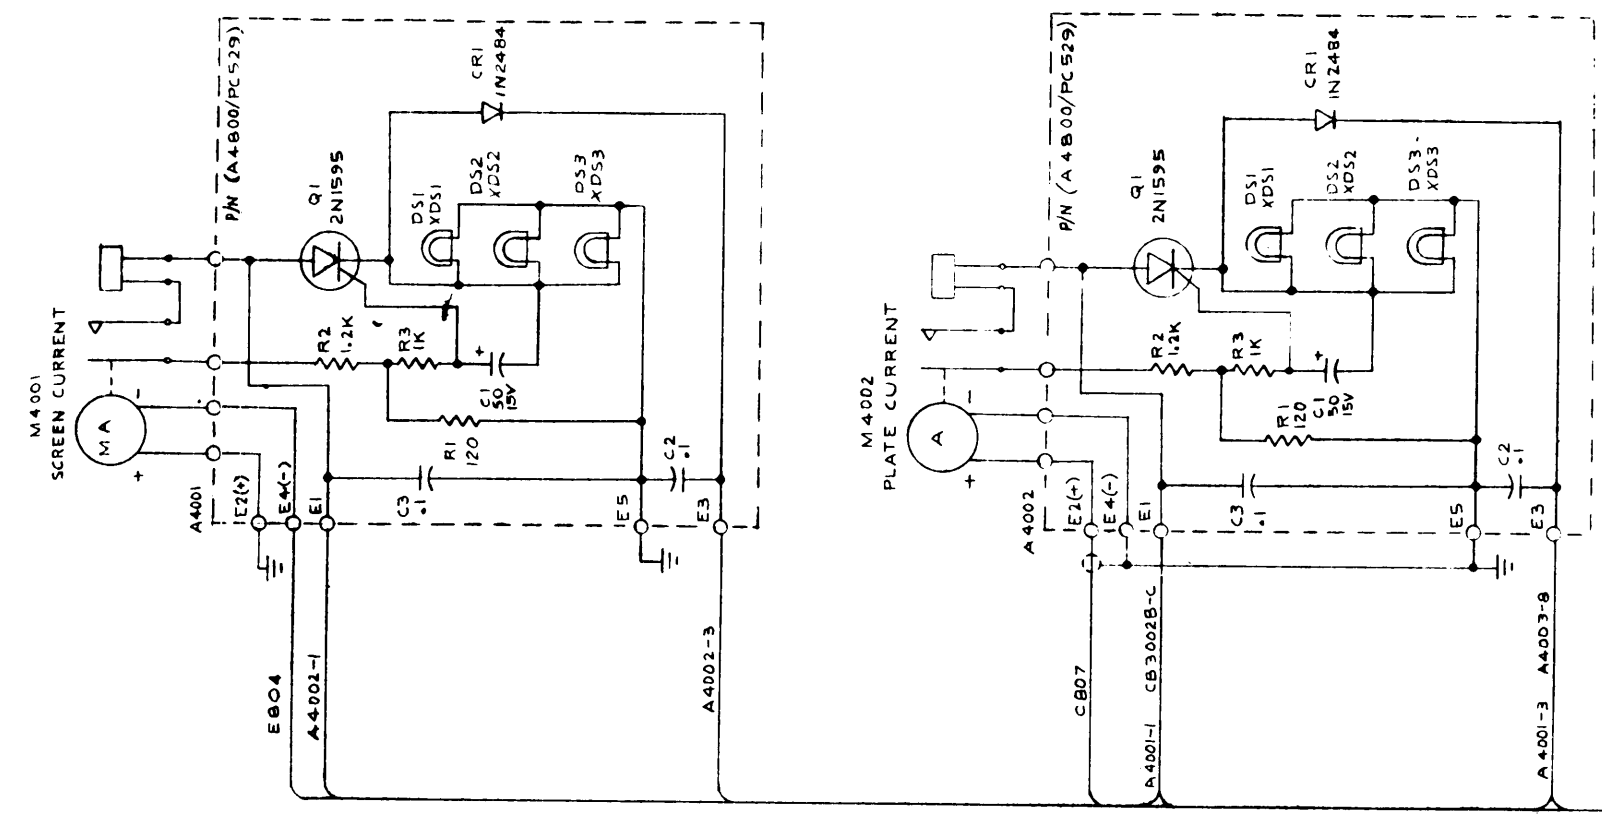 M4001
SCREEN CURRENT
MA
-
+
A4001
P/N (A4800/PC529)
E2(+)
E4(-)
E1
E5
E3
Q1
2N1595
CR1
1N2484
DS1
XDS1
DS2
XDS2
DS3
XDS3
R2
1.2K
R3
1K
+
C1
50
15V
R1
120
C3
.1
C2
.1
E804
A4002-1
A4002-3
M4002
PLATE CURRENT
A
-
+
A4002
P/N (A4800/PC529)
E2(+)
E4(-)
E1
E5
E3
Q1
2N1595
CR1
1N2484
DS1
XDS1
DS2
XDS2
DS3
XDS3
R2
1.2K
R3
1K
+
C1
50
15V
R1
120
C3
.1
C2
.1
C807
A4001-1 CB3002B-C
A4001-3 A4003-8